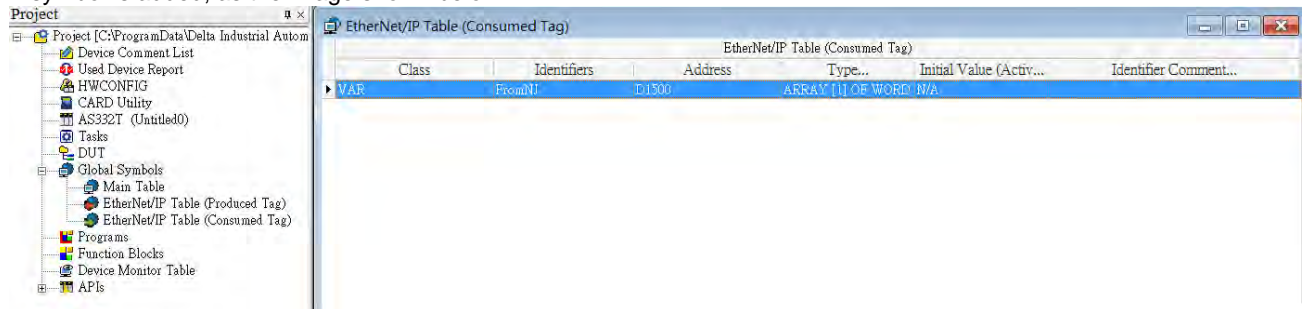 Project
Project [C:\ProgramData\Delta Industrial Autom
Device Comment List
Used Device Report
HWCONFIG
CARD Utility
AS332T (Untitled0)
Tasks
DUT
Global Symbols
Main Table
EtherNet/IP Table (Produced Tag)
EtherNet/IP Table (Consumed Tag)
Programs
Function Blocks
Device Monitor Table
APIs
EtherNet/IP Table (Consumed Tag)
EtherNet/IP Table (Consumed Tag)
Class Identifiers Address Type... Initial Value (Activ... Identifier Comment...
VAR FromNJ D1500 ARRAY [1] OF WORD N/A